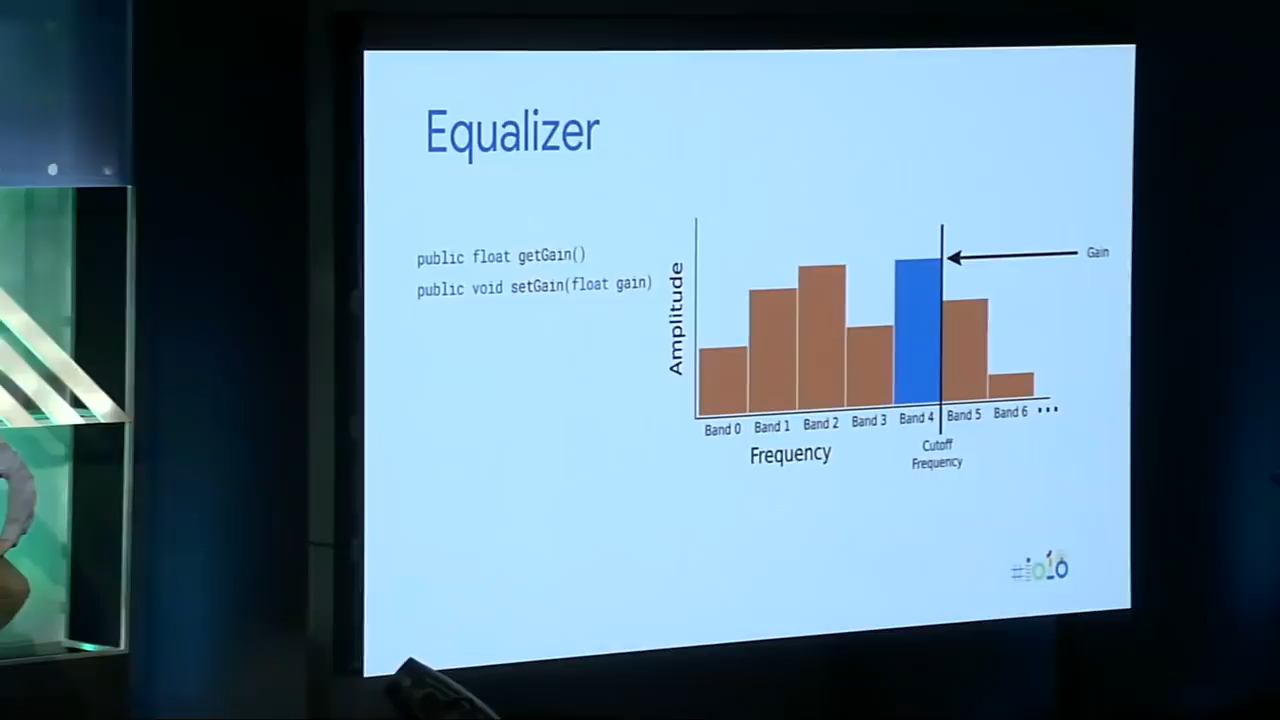 Equalizer
public float getGain()
public void setGain(float gain)
Amplitude
Gain
Band 0 Band 1 Band 2 Band 3 Band 4 Band 5 Band 6 ...
Frequency
Cutoff
Frequency
#io18